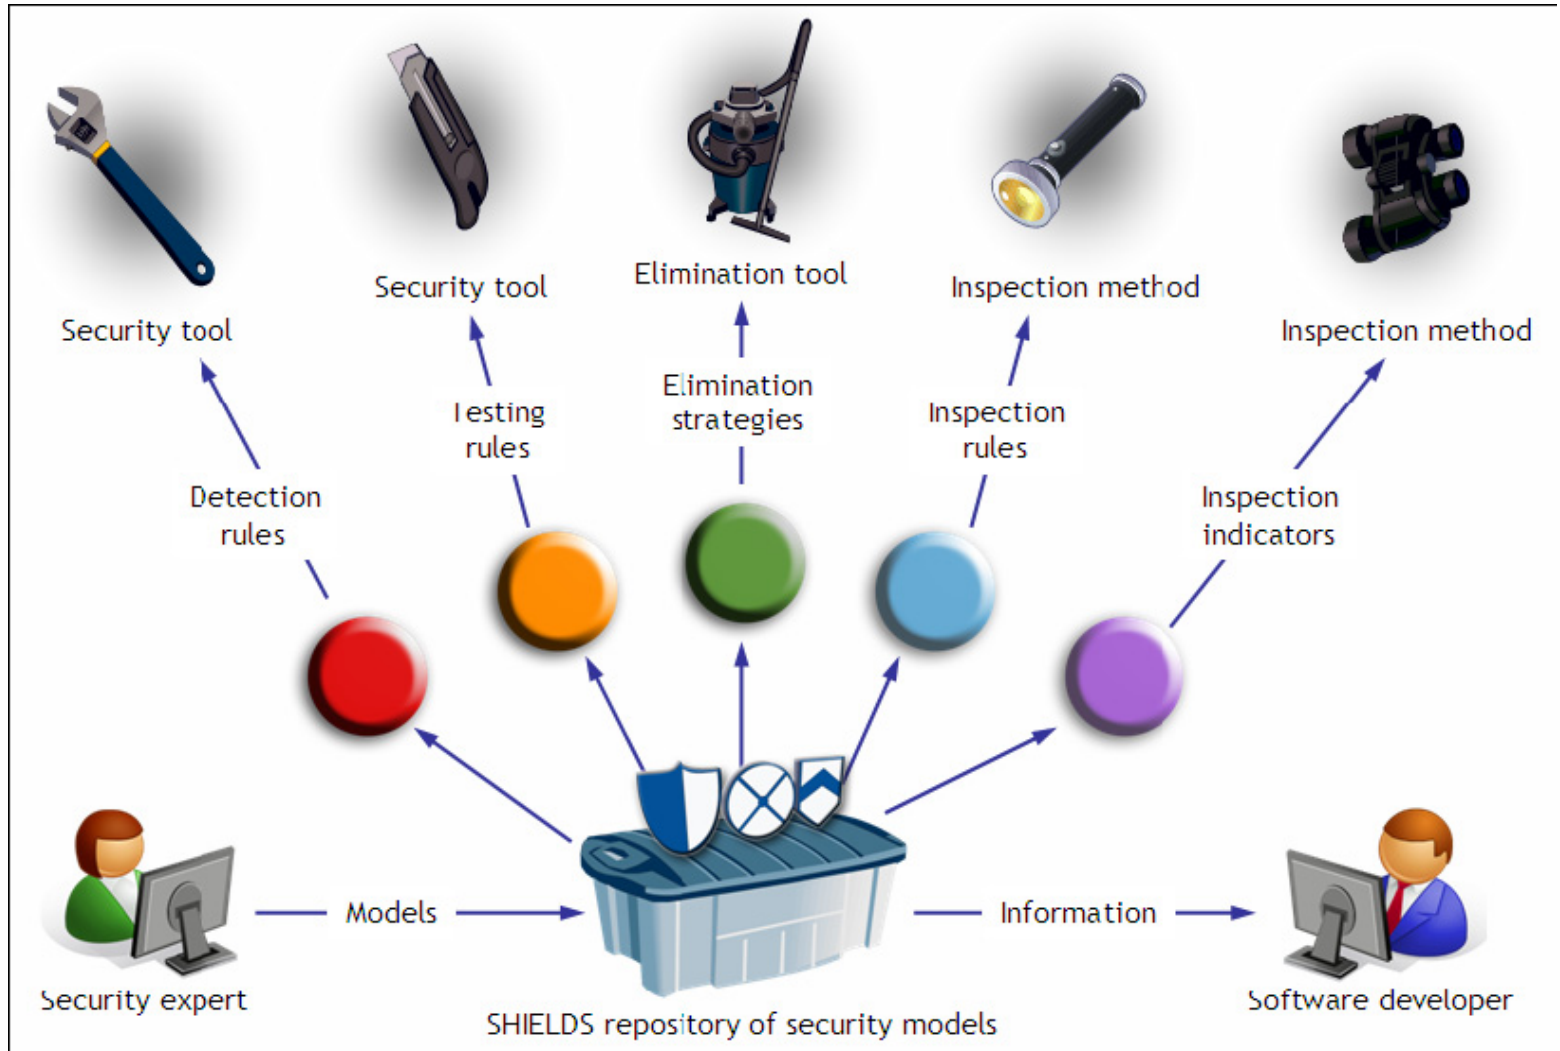 Elimination tool
Security tool
Inspection method
Security tool
Inspection method
Elimination
strategies
Testing
rules
Inspection
rules
Detection
rules
Inspection
indicators
Models
Information
Security expert
Software developer
SHIELDS repository of security models